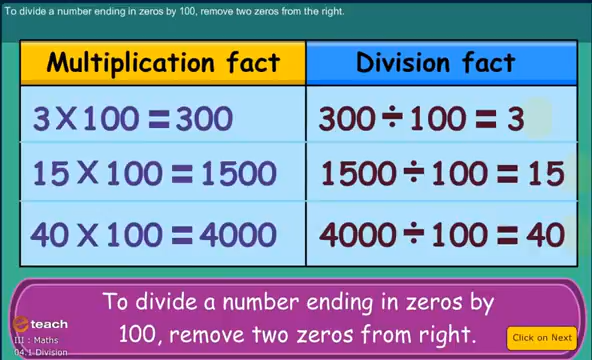 To divide a number ending in zeros by 100, remove two zeros from the right.
Multiplication fact
Division fact
3 X 100 = 300
300 ÷ 100 = 3
15 X 100 = 1500
1500 ÷ 100 = 15
40 X 100 = 4000
4000 ÷ 100 = 40
To divide a number ending in zeros by
100, remove two zeros from right.
eteach
III : Maths
04.1 Division
Click on Next